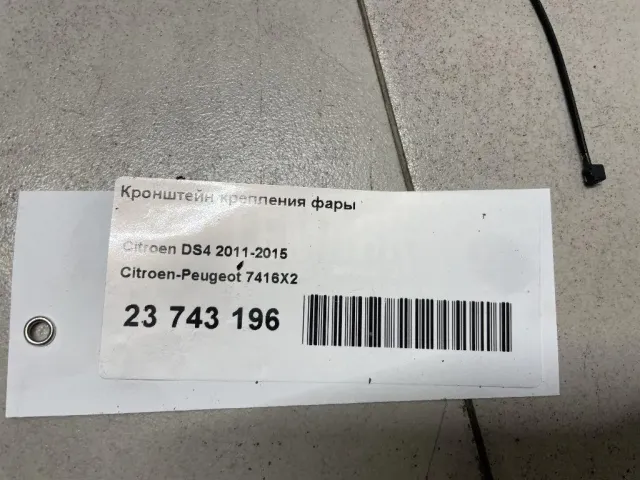 Кронштейн крепления фары
Citroen DS4 2011-2015
Citroen-Peugeot 7416X2
23 743 196